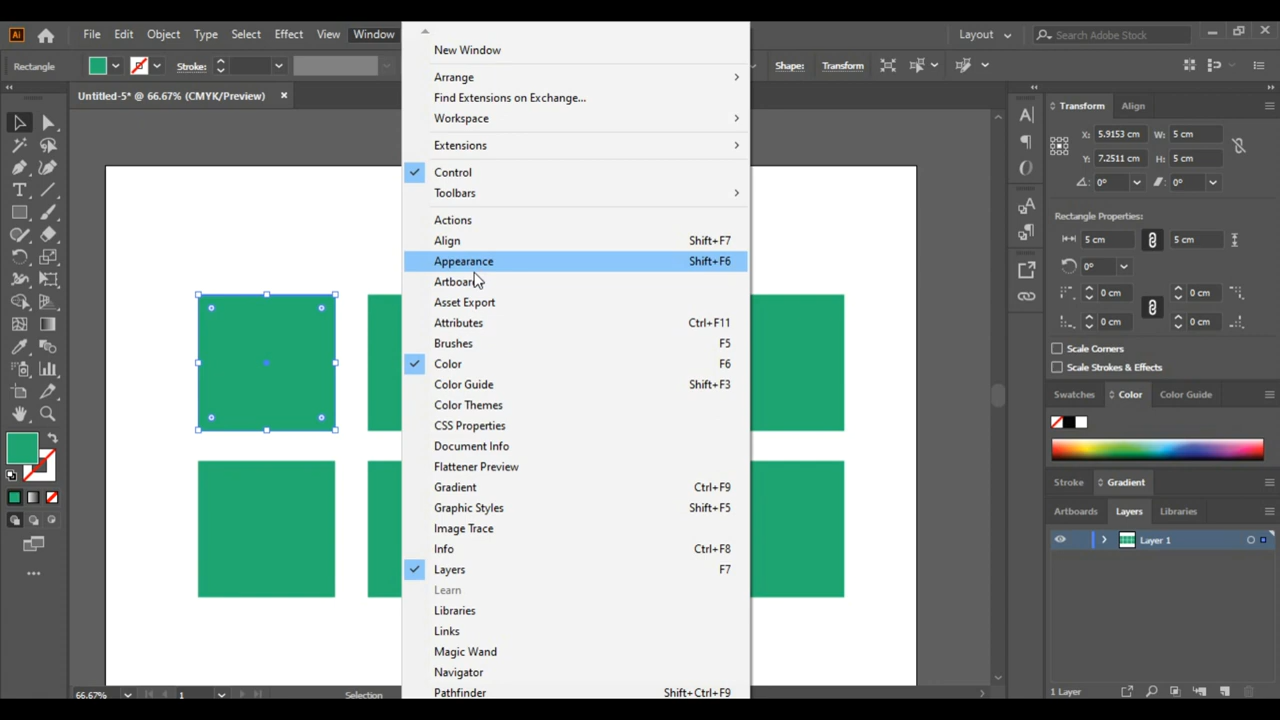 Ai File Edit Object Type Select Effect View Window Layout Search Adobe Stock
Rectangle Stroke: Shape: Transform
Untitled-5* @ 66.67% (CMYK/Preview) ×
New Window
Arrange
Find Extensions on Exchange...
Workspace
Extensions
Control
Toolbars
Actions
Align Shift+F7
Appearance Shift+F6
Artboard
Asset Export
Attributes Ctrl+F11
Brushes F5
Color F6
Color Guide Shift+F3
Color Themes
CSS Properties
Document Info
Flattener Preview
Gradient Ctrl+F9
Graphic Styles Shift+F5
Image Trace
Info Ctrl+F8
Layers F7
Learn
Libraries
Links
Magic Wand
Navigator
Pathfinder Shift+Ctrl+F9
Transform Align
X: 5.9153 cm W: 5 cm
Y: 7.2511 cm H: 5 cm
0° 0°
Rectangle Properties:
5 cm 5 cm
0°
0 cm 0 cm
0 cm 0 cm
Scale Corners
Scale Strokes & Effects
Swatches Color Color Guide
Stroke Gradient
Artboards Layers Libraries
Layer 1
66.67% 1 Selection
1 Layer